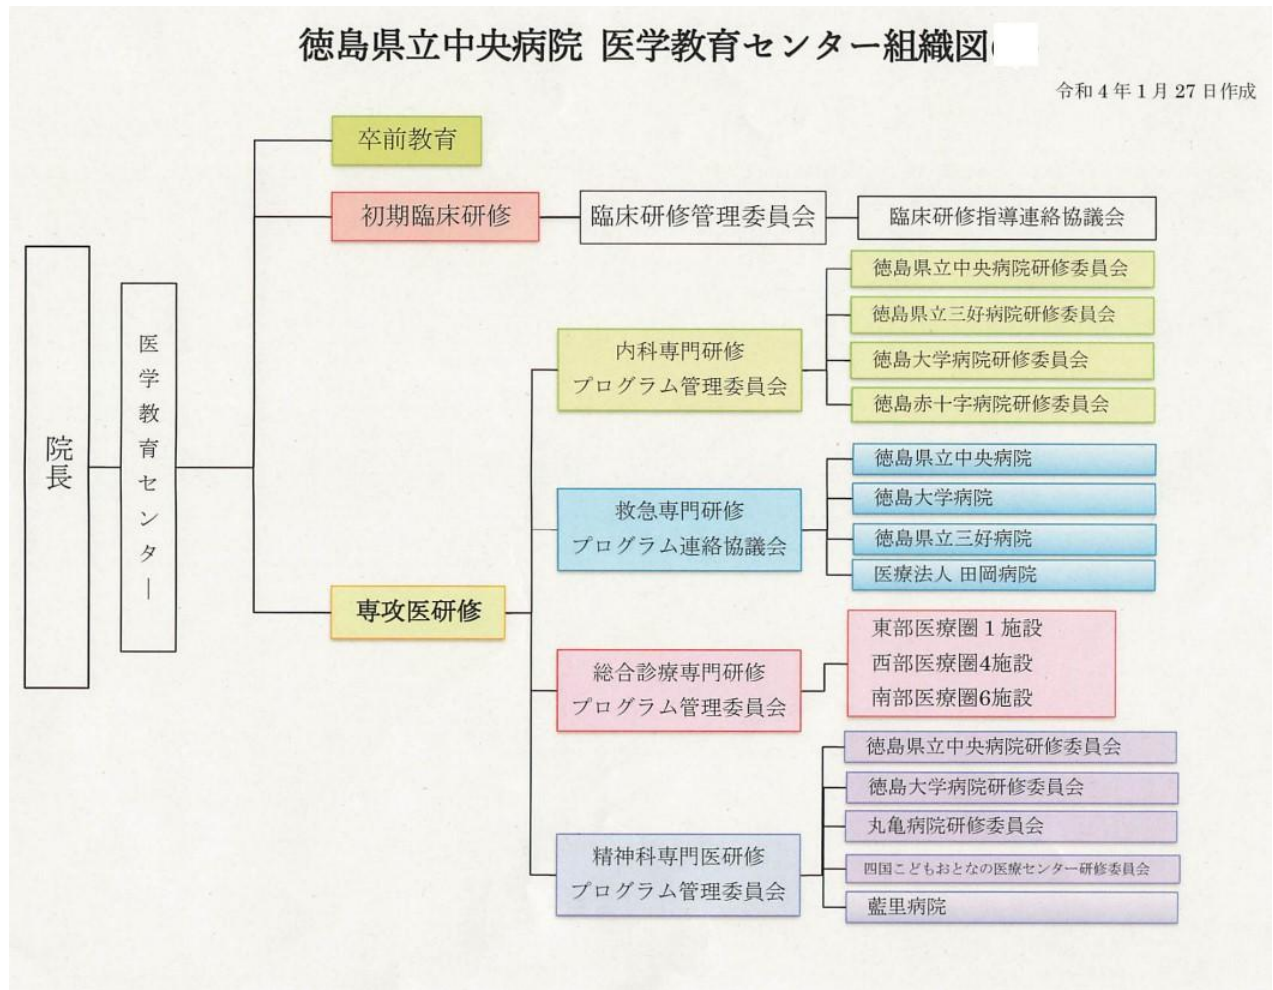 徳島県立中央病院 医学教育センター組織図
令和4年1月27日作成
院長
医学教育センター
卒前教育
初期臨床研修
臨床研修管理委員会
臨床研修指導連絡協議会
専攻医研修
内科専門研修
プログラム管理委員会
徳島県立中央病院研修委員会
徳島県立三好病院研修委員会
徳島大学病院研修委員会
徳島赤十字病院研修委員会
救急専門研修
プログラム連絡協議会
徳島県立中央病院
徳島大学病院
徳島県立三好病院
医療法人 田岡病院
総合診療専門研修
プログラム管理委員会
東部医療圏1施設
西部医療圏4施設
南部医療圏6施設
精神科専門医研修
プログラム管理委員会
徳島県立中央病院研修委員会
徳島大学病院研修委員会
丸亀病院研修委員会
四国こどもおとなの医療センター研修委員会
藍里病院